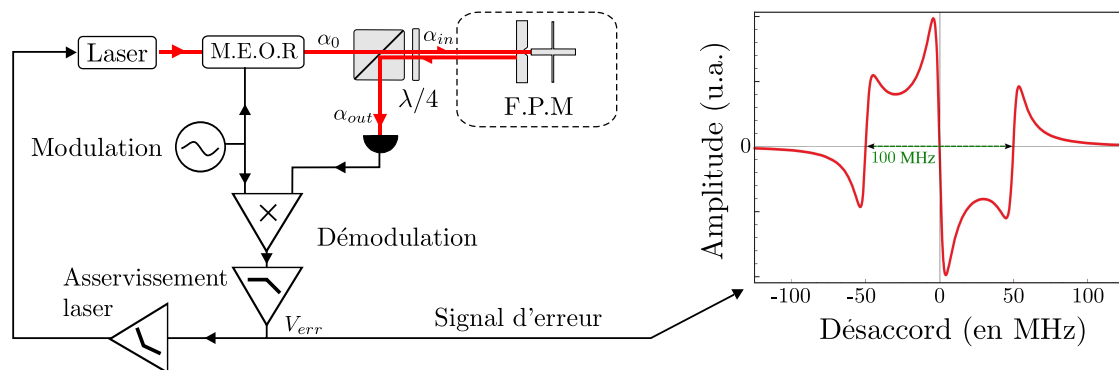 Laser
M.E.O.R
α0
αin
λ/4
F.P.M
αout
Modulation
×
Démodulation
Asservissement
laser
Verr
Signal d'erreur
Amplitude (u.a.)
0
100 MHz
-100 -50 0 50 100
Désaccord (en MHz)